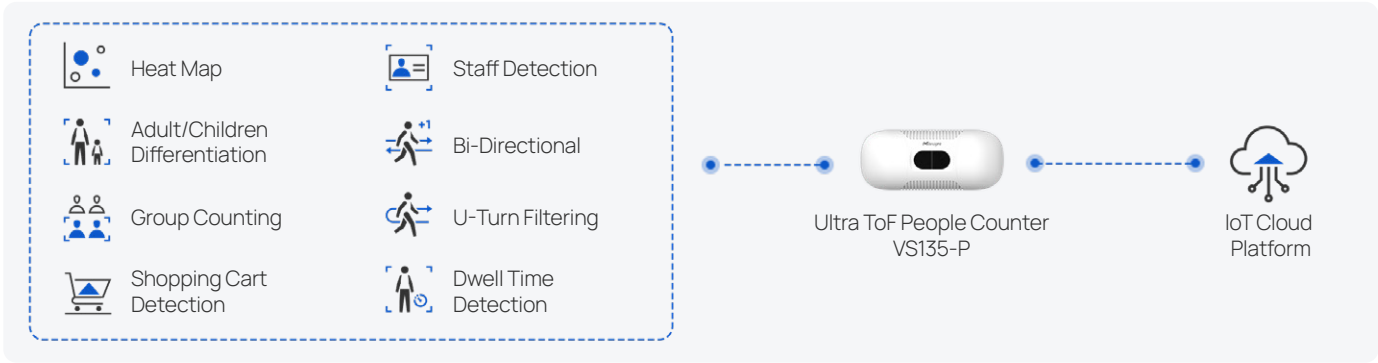 Heat Map
Staff Detection
Adult/Children
Differentiation
+1
Bi-Directional
Group Counting
U-Turn Filtering
Shopping Cart
Detection
Dwell Time
Detection
Milesight
Ultra ToF People Counter
VS135-P
IoT Cloud
Platform